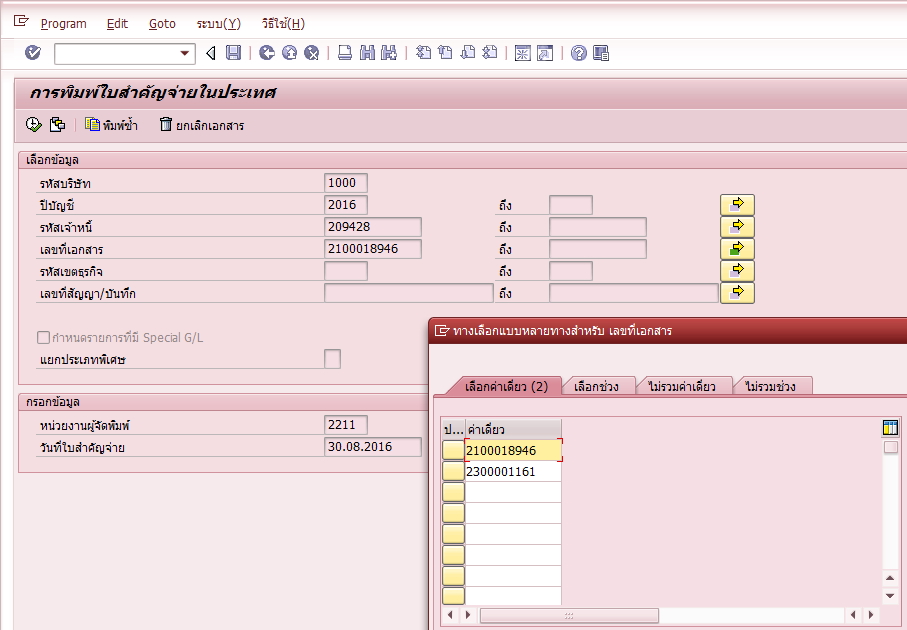 Program Edit Goto ระบบ(Y) วิธีใช้(H)
การพิมพ์ใบสำคัญจ่ายในประเทศ
พิมพ์ซ้ำ ยกเลิกเอกสาร
เลือกข้อมูล
รหัสบริษัท 1000
ปีบัญชี 2016 ถึง
รหัสเจ้าหนี้ 209428 ถึง
เลขที่เอกสาร 2100018946 ถึง
รหัสเขตธุรกิจ ถึง
เลขที่สัญญา/บันทึก ถึง
กำหนดรายการที่มี Special G/L
แยกประเภทพิเศษ
กรอกข้อมูล
หน่วยงานผู้จัดพิมพ์ 2211
วันที่ใบสำคัญจ่าย 30.08.2016
ทางเลือกแบบหลายทางสำหรับ เลขที่เอกสาร
เลือกค่าเดียว (2) เลือกช่วง ไม่รวมค่าเดียว ไม่รวมช่วง
ป... ค่าเดียว
2100018946
2300001161